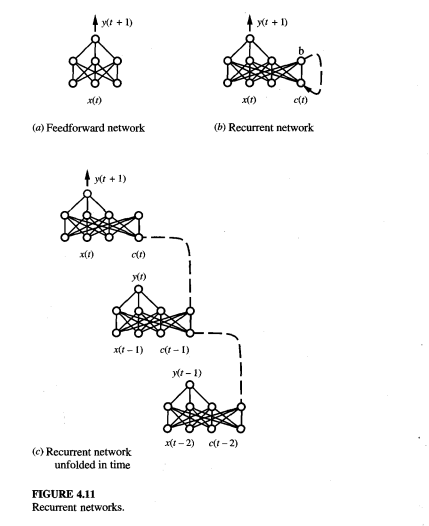 y(t + 1)
y(t + 1)
b
x(t)
x(t)
c(t)
(a) Feedforward network
(b) Recurrent network
y(t + 1)
x(t)
c(t)
y(t)
x(t − 1)
c(t − 1)
y(t − 1)
x(t − 2)
c(t − 2)
(c) Recurrent network
unfolded in time
FIGURE 4.11
Recurrent networks.